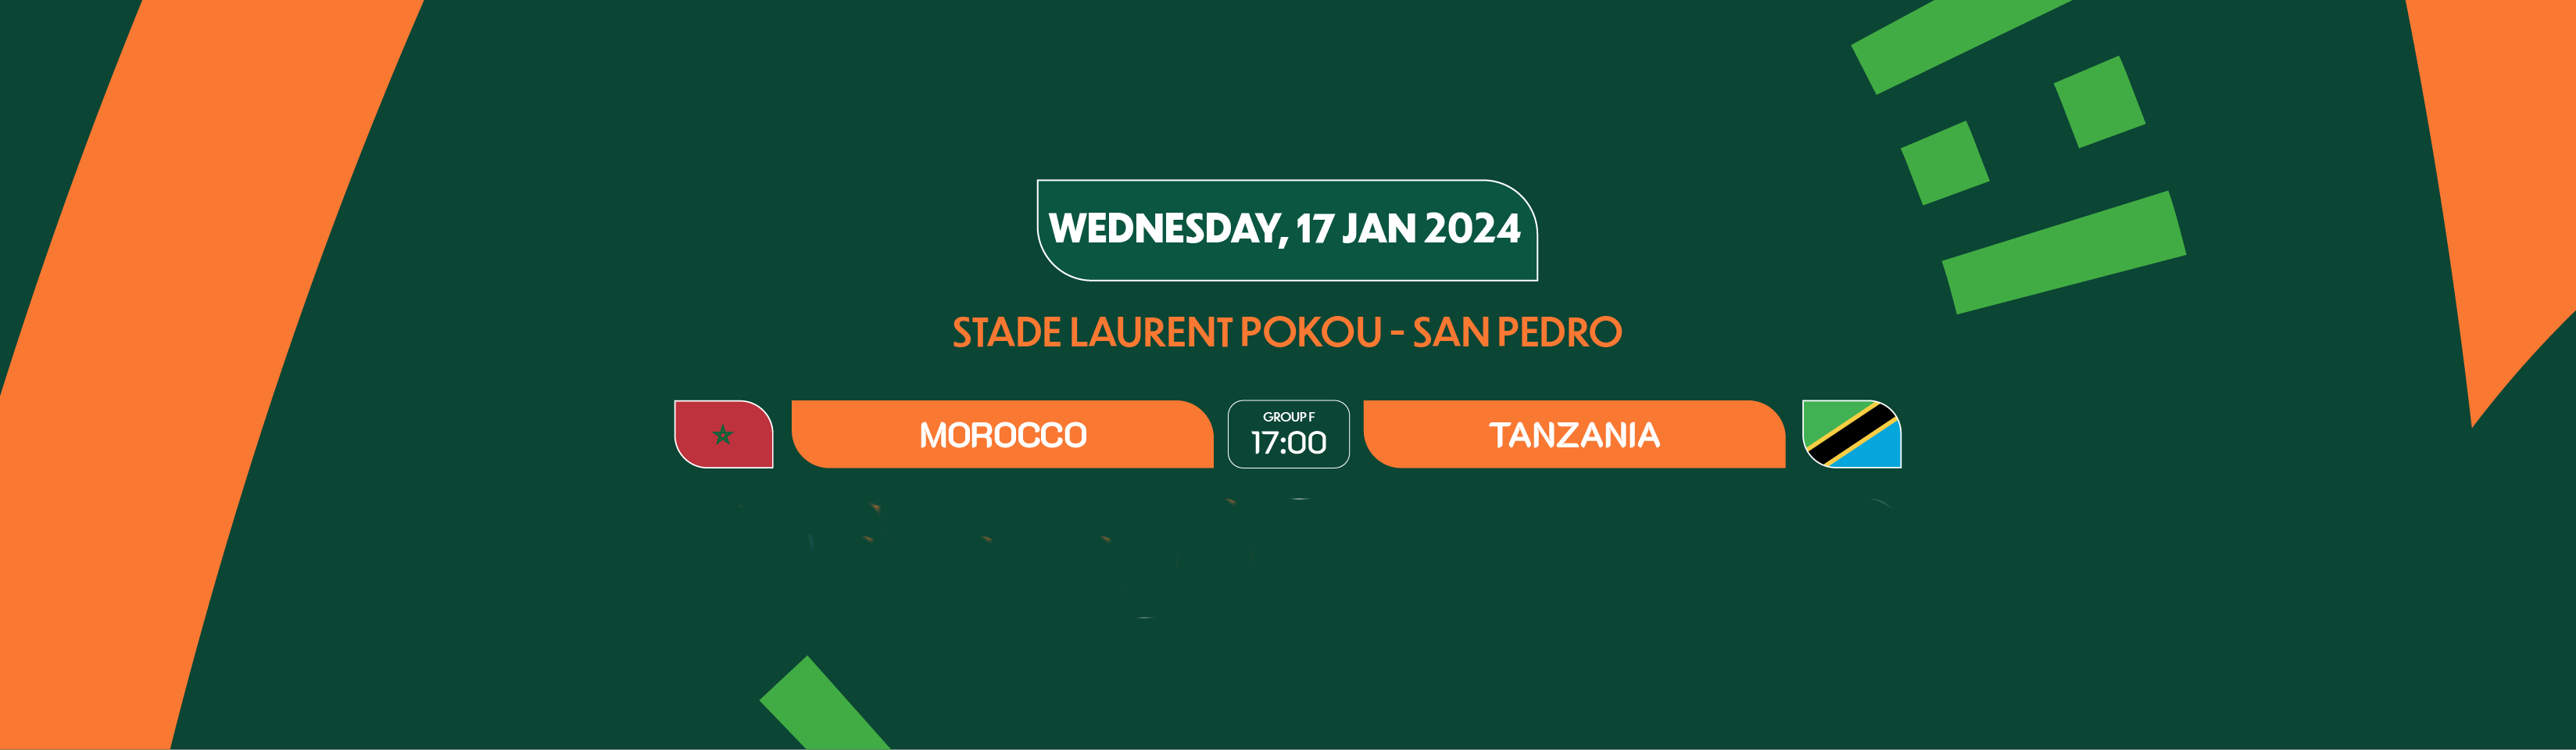 WEDNESDAY, 17 JAN 2024
STADE LAURENT POKOU - SAN PEDRO
MOROCCO
GROUP F
17:00
TANZANIA